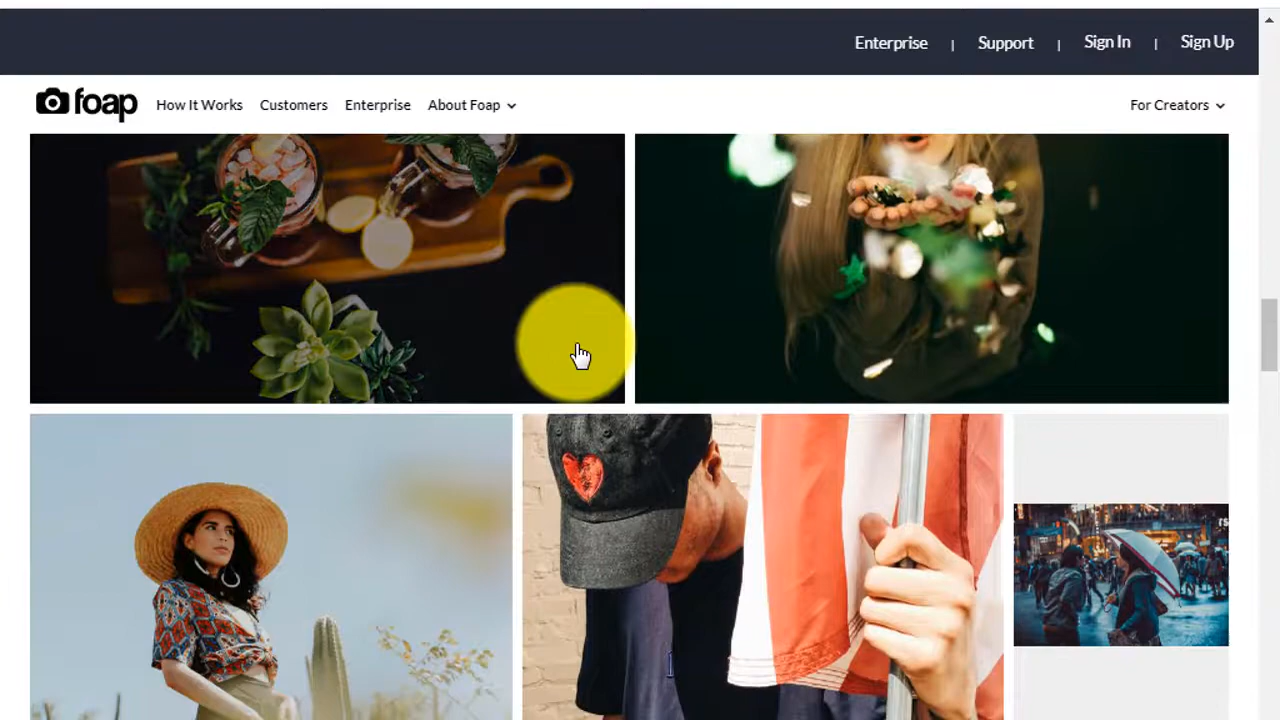 Enterprise | Support | Sign In | Sign Up
foap How It Works Customers Enterprise About Foap For Creators